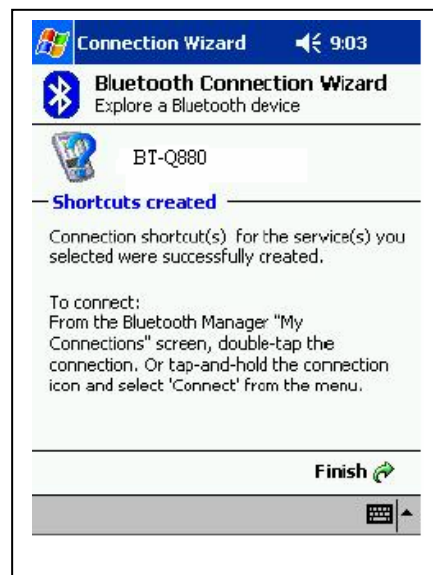 Connection Wizard 9:03
Bluetooth Connection Wizard
Explore a Bluetooth device
BT-Q880
Shortcuts created
Connection shortcut(s) for the service(s) you
selected were successfully created.
To connect:
From the Bluetooth Manager "My
Connections" screen, double-tap the
connection. Or tap-and-hold the connection
icon and select 'Connect' from the menu.
Finish